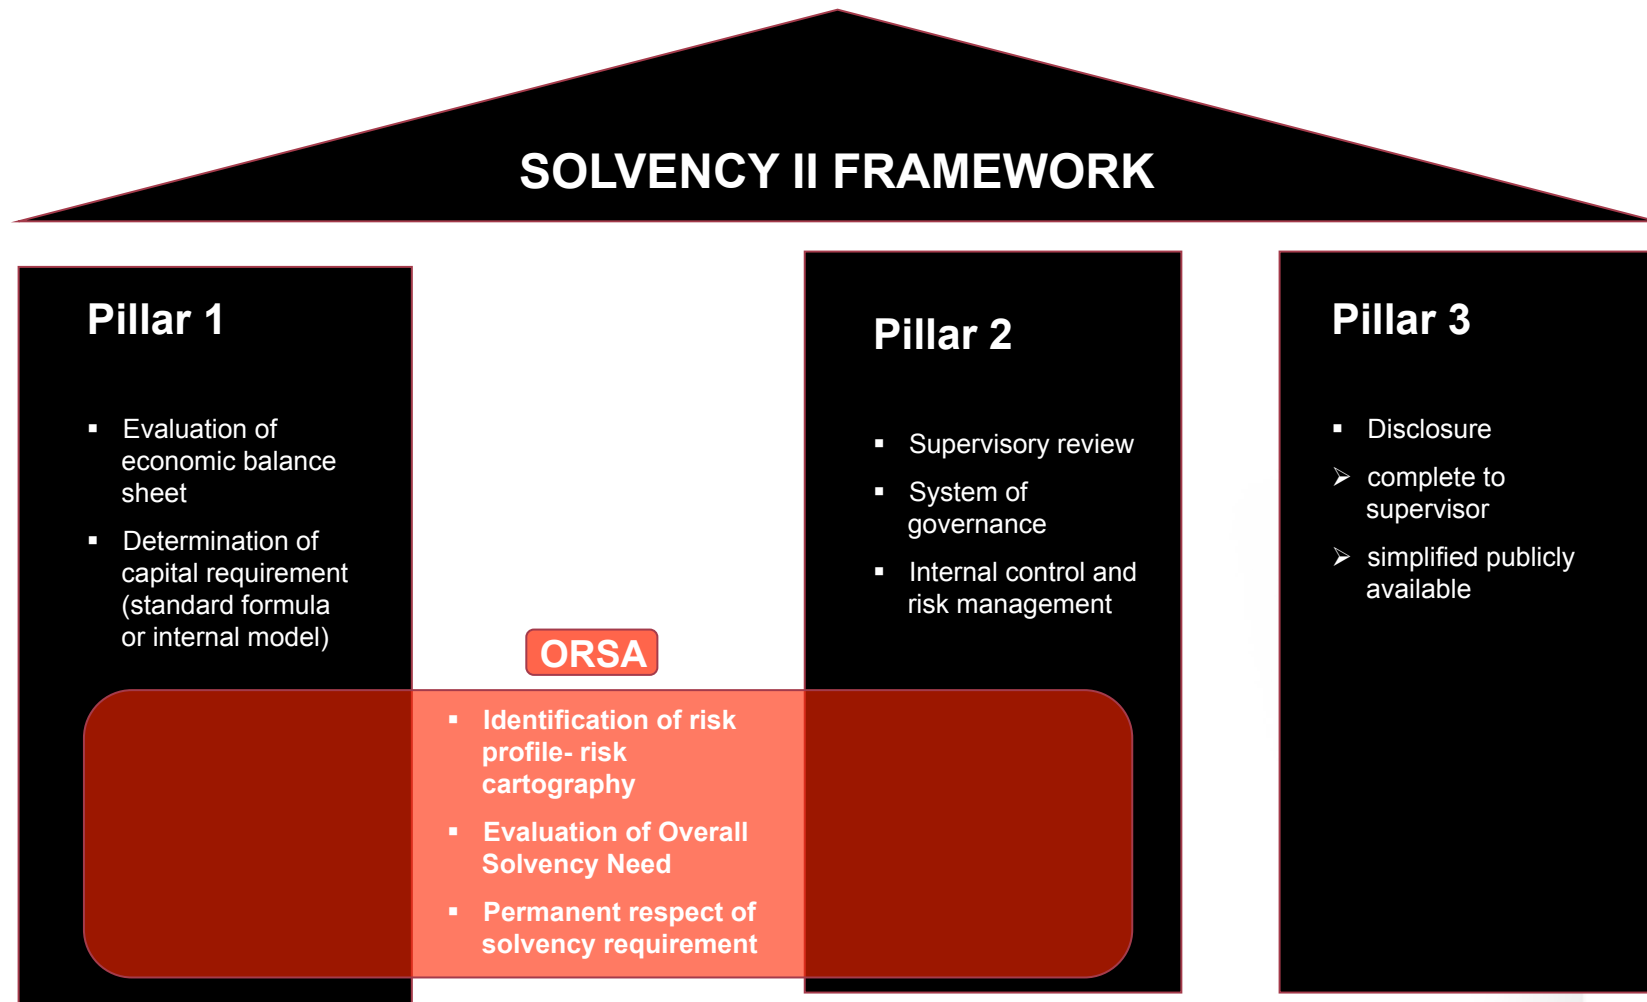 SOLVENCY II FRAMEWORK
Pillar 1
▪ Evaluation of
economic balance
sheet
▪ Determination of
capital requirement
(standard formula
or internal model)
ORSA
▪ Identification of risk
profile- risk
cartography
▪ Evaluation of Overall
Solvency Need
▪ Permanent respect of
solvency requirement
Pillar 2
▪ Supervisory review
▪ System of
governance
▪ Internal control and
risk management
Pillar 3
▪ Disclosure
➢ complete to
supervisor
➢ simplified publicly
available